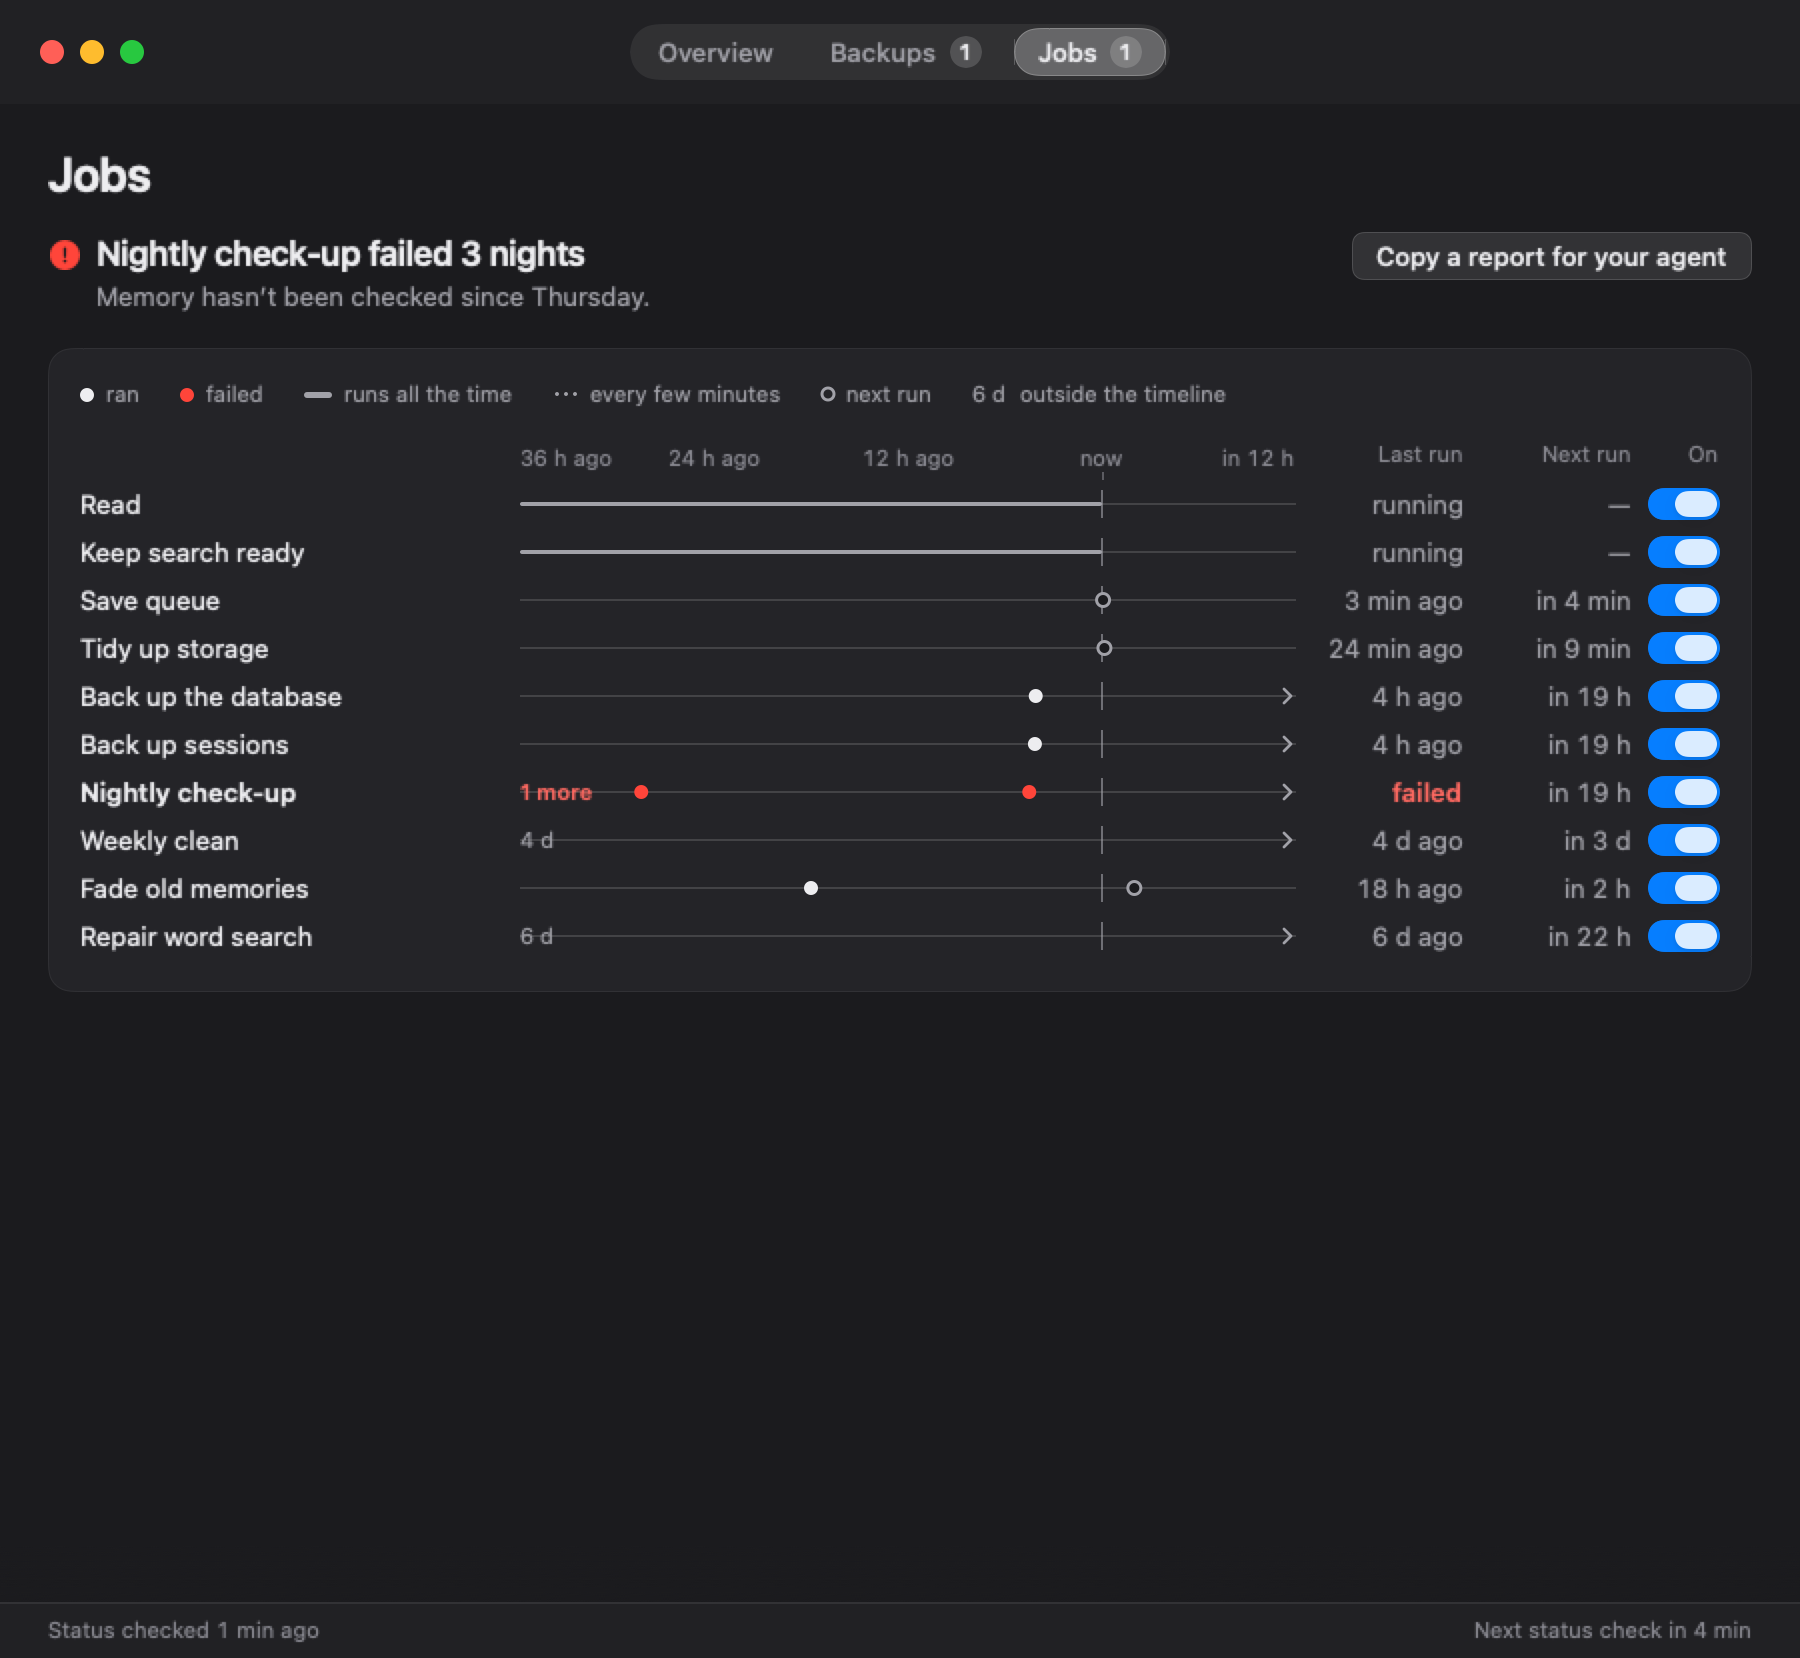 Overview Backups 1 Jobs 1
Jobs
Nightly check-up failed 3 nights
Copy a report for your agent
Memory hasn't been checked since Thursday.
ran failed runs all the time every few minutes next run 6 d outside the timeline
36 h ago 24 h ago 12 h ago now in 12 h Last run Next run On
Read running —
Keep search ready running —
Save queue 3 min ago in 4 min
Tidy up storage 24 min ago in 9 min
Back up the database 4 h ago in 19 h
Back up sessions 4 h ago in 19 h
Nightly check-up 1 more failed in 19 h
Weekly clean 4 d 4 d ago in 3 d
Fade old memories 18 h ago in 2 h
Repair word search 6 d 6 d ago in 22 h
Status checked 1 min ago Next status check in 4 min